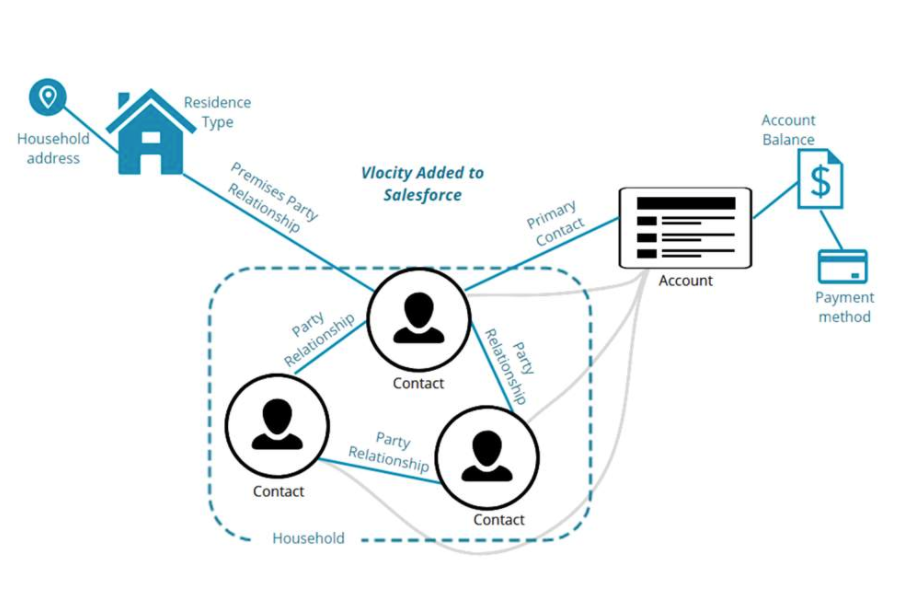 Residence
Type
Household
address
Account
Balance
Vlocity Added to
Salesforce
Premises Party
Relationship
Primary
Contact
Account
Payment
method
Party
Relationship
Party
Relationship
Contact
Party
Relationship
Contact
Contact
Household
$